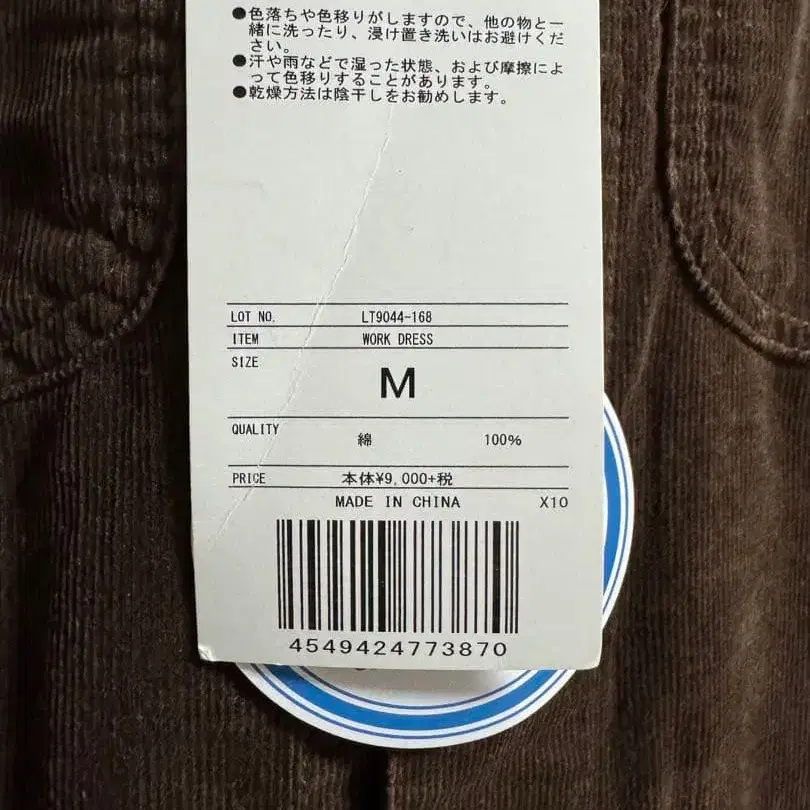 ●色落ちや色移りがしますので、他の物と一
緒に洗ったり、浸け置き洗いはお避けくだ
さい。
●汗や雨などで湿った状態、および摩擦によ
って色移りすることがあります。
●乾燥方法は陰干しをお勧めします。
LOT NO. LT9044-168
ITEM WORK DRESS
SIZE
M
QUALITY
綿 100%
PRICE 本体¥9,000+税
MADE IN CHINA X10
4549424773870